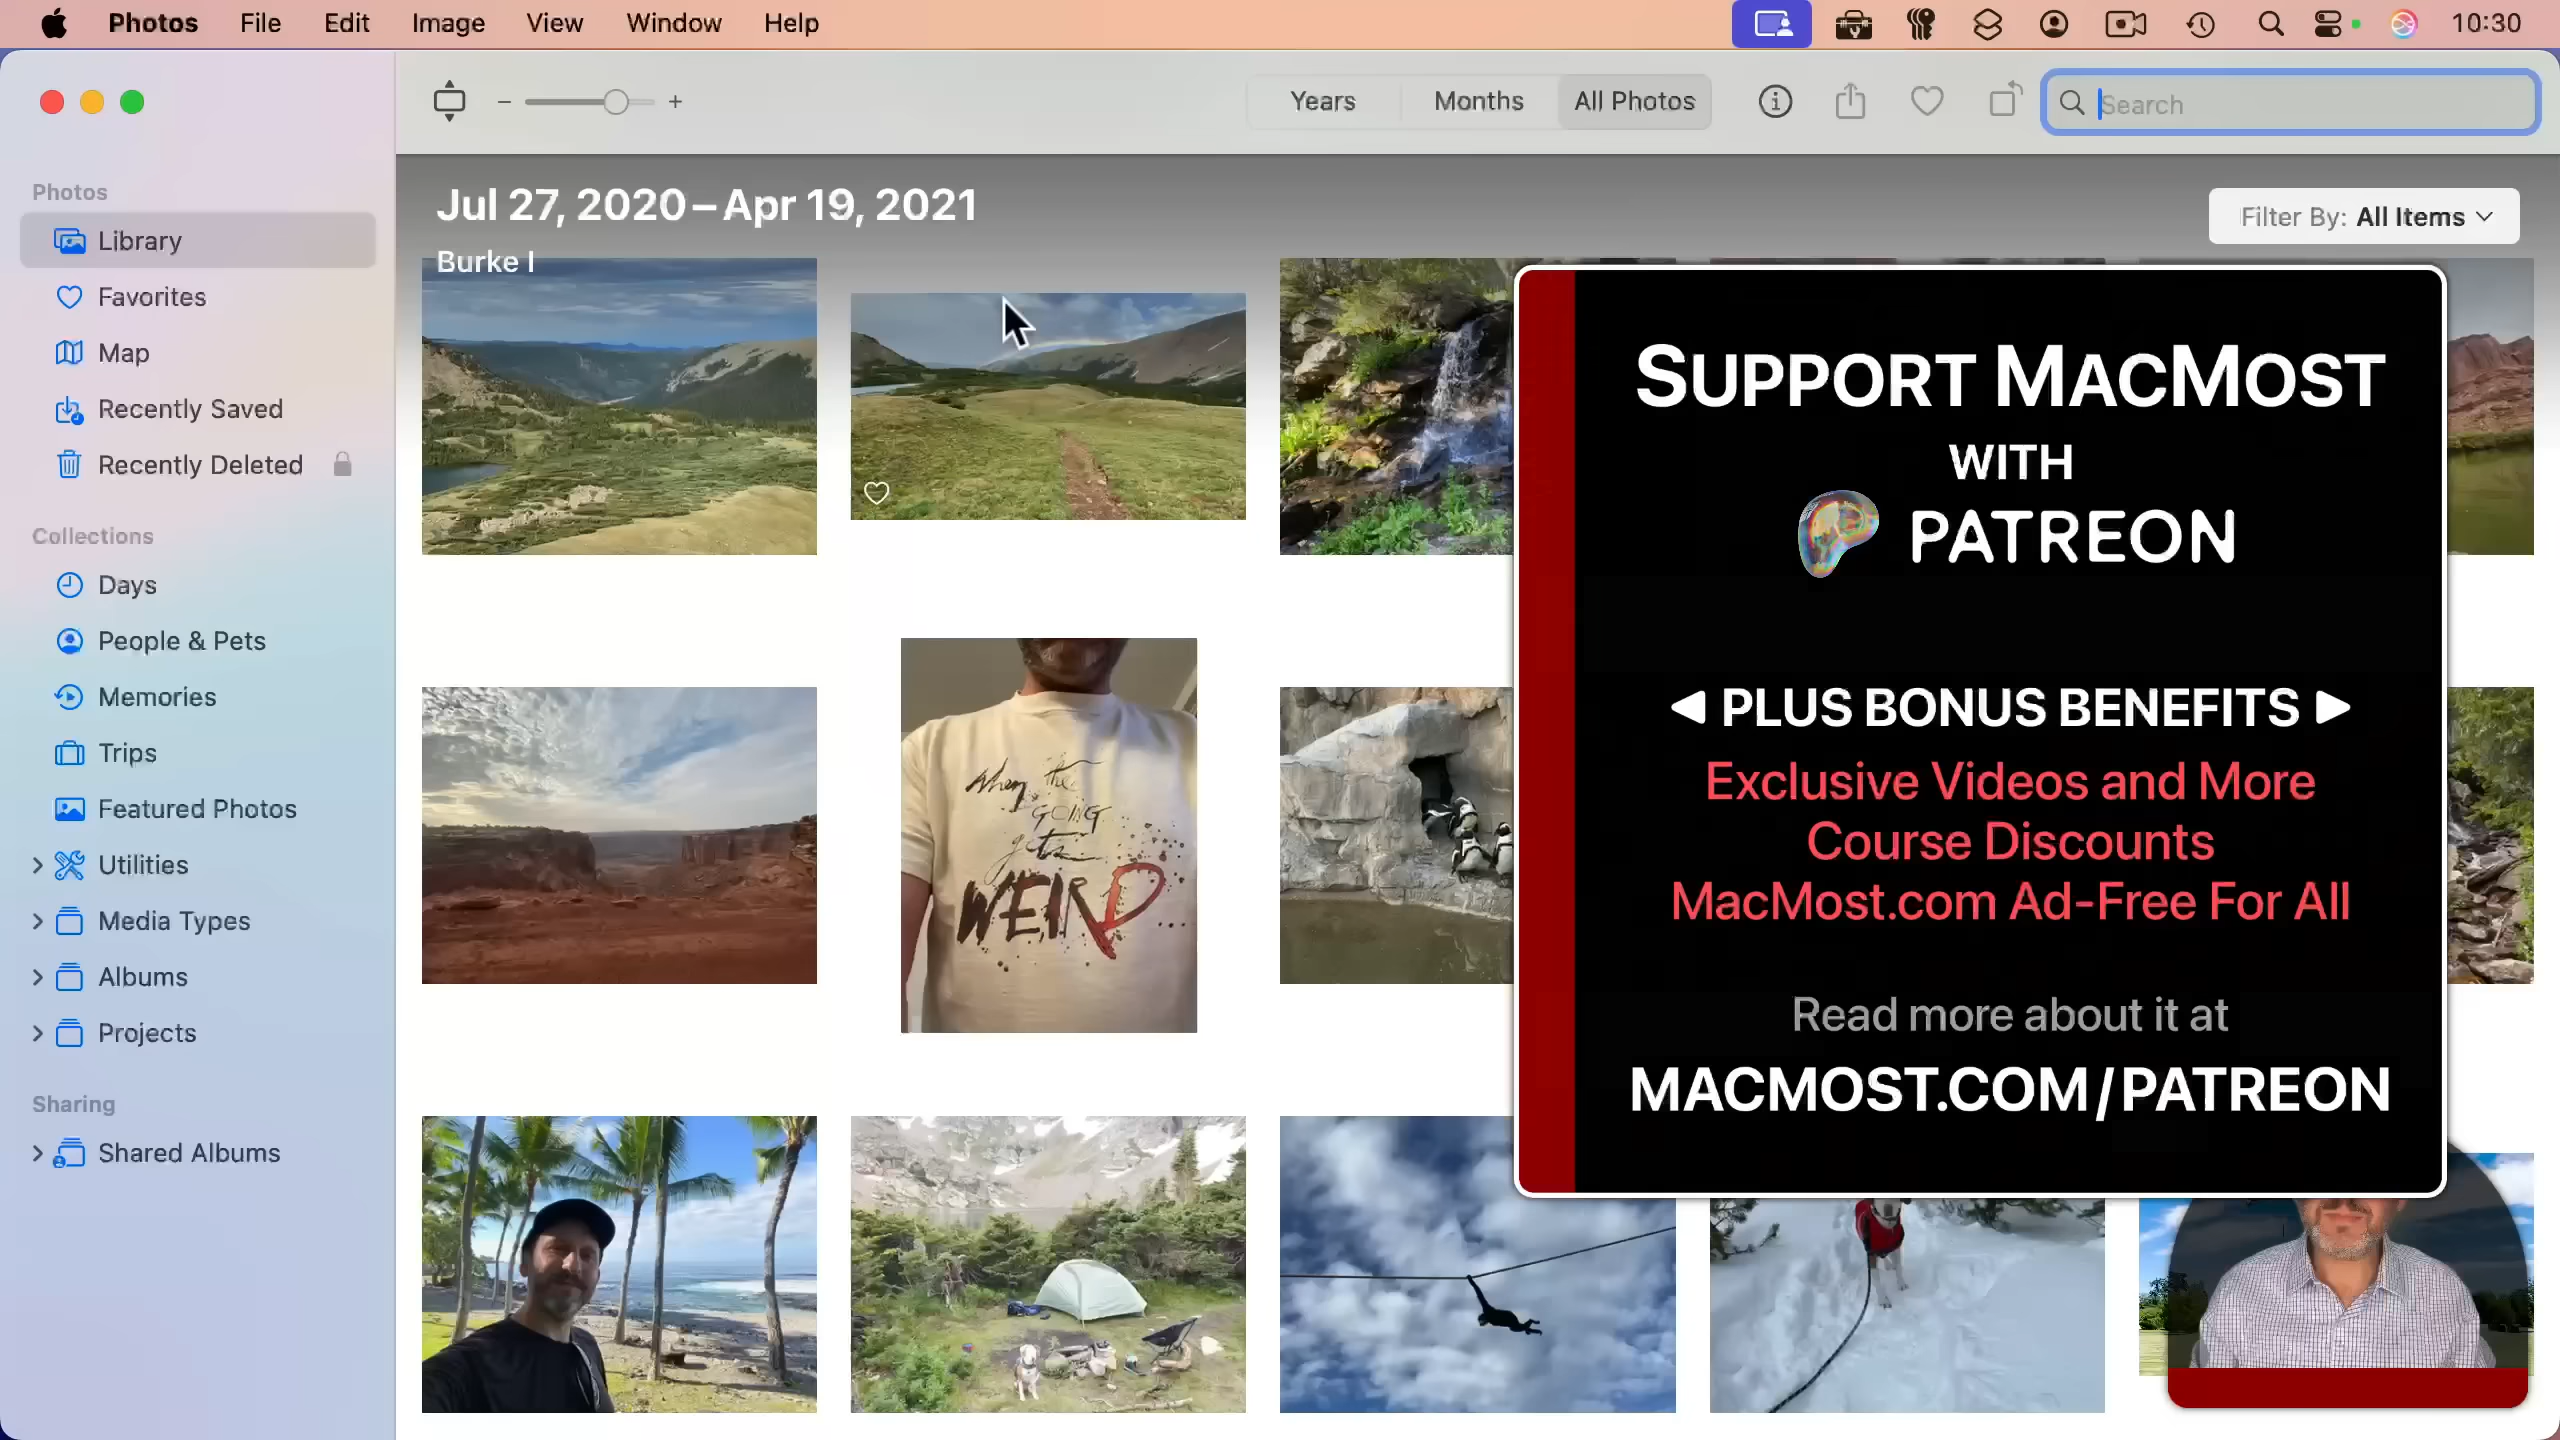 Photos File Edit Image View Window Help 10:30
Years Months All Photos Search
Photos
Library
Favorites
Map
Recently Saved
Recently Deleted
Collections
Days
People & Pets
Memories
Trips
Featured Photos
Utilities
Media Types
Albums
Projects
Sharing
Shared Albums
Jul 27, 2020–Apr 19, 2021
Burke I
Filter By: All Items
When the
GOING
gets
WEIRD
SUPPORT MACMOST
WITH
PATREON
◀ PLUS BONUS BENEFITS ▶
Exclusive Videos and More
Course Discounts
MacMost.com Ad-Free For All
Read more about it at
MACMOST.COM/PATREON